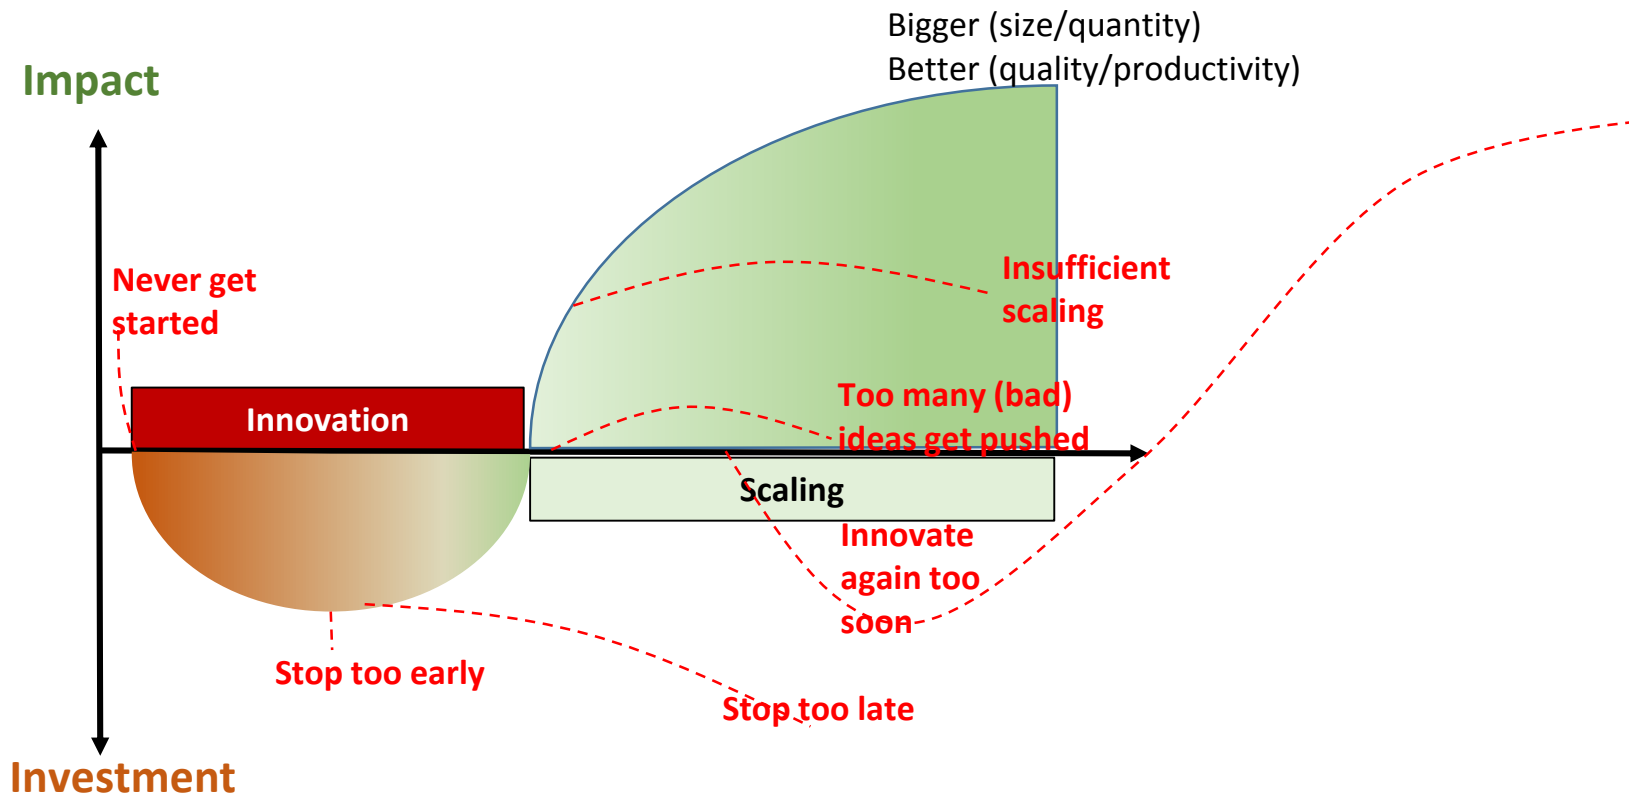 Bigger (size/quantity)
Better (quality/productivity)
Impact
Never get
started
Insufficient
scaling
Innovation
Too many (bad)
ideas get pushed
Scaling
Innovate
again too
soon
Stop too early
Stop too late
Investment